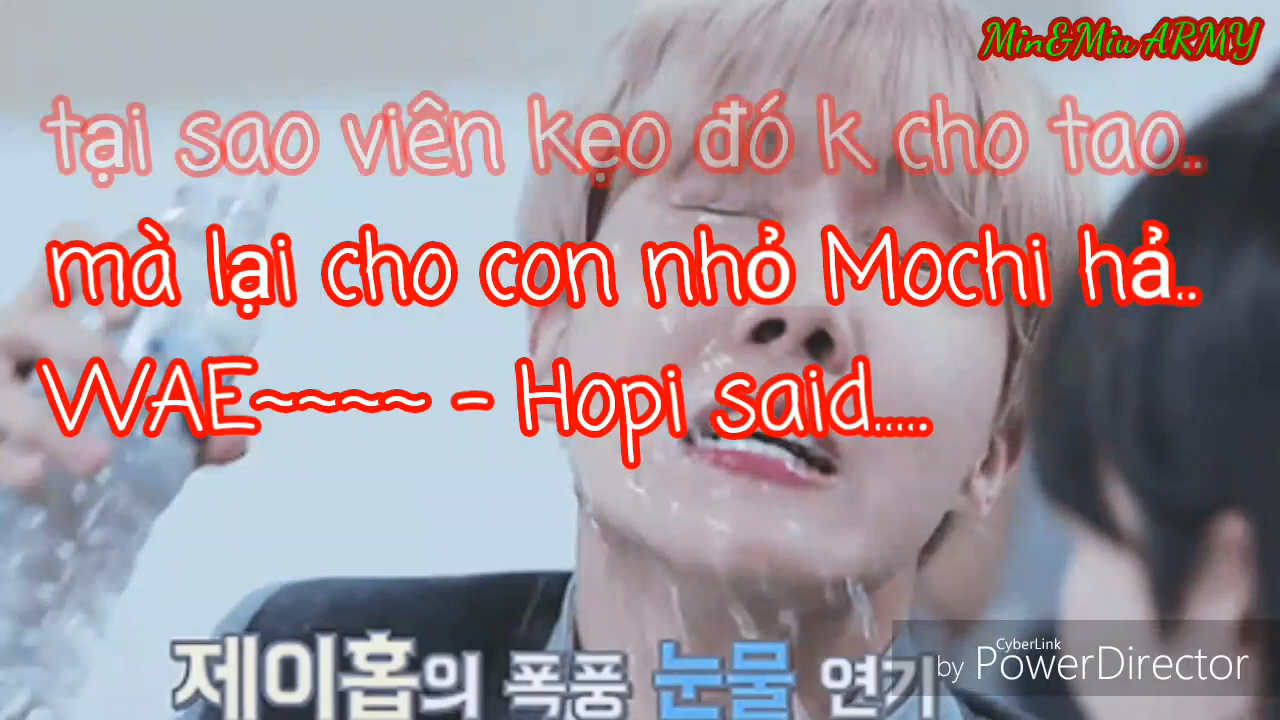 Min&Miu ARMY
tại sao viên kẹo đó k cho tao..
mà lại cho con nhỏ Mochi hả..
WAE~~~~ - Hopi said.....
제이홉의 폭풍 눈물 연기
CyberLink
by PowerDirector